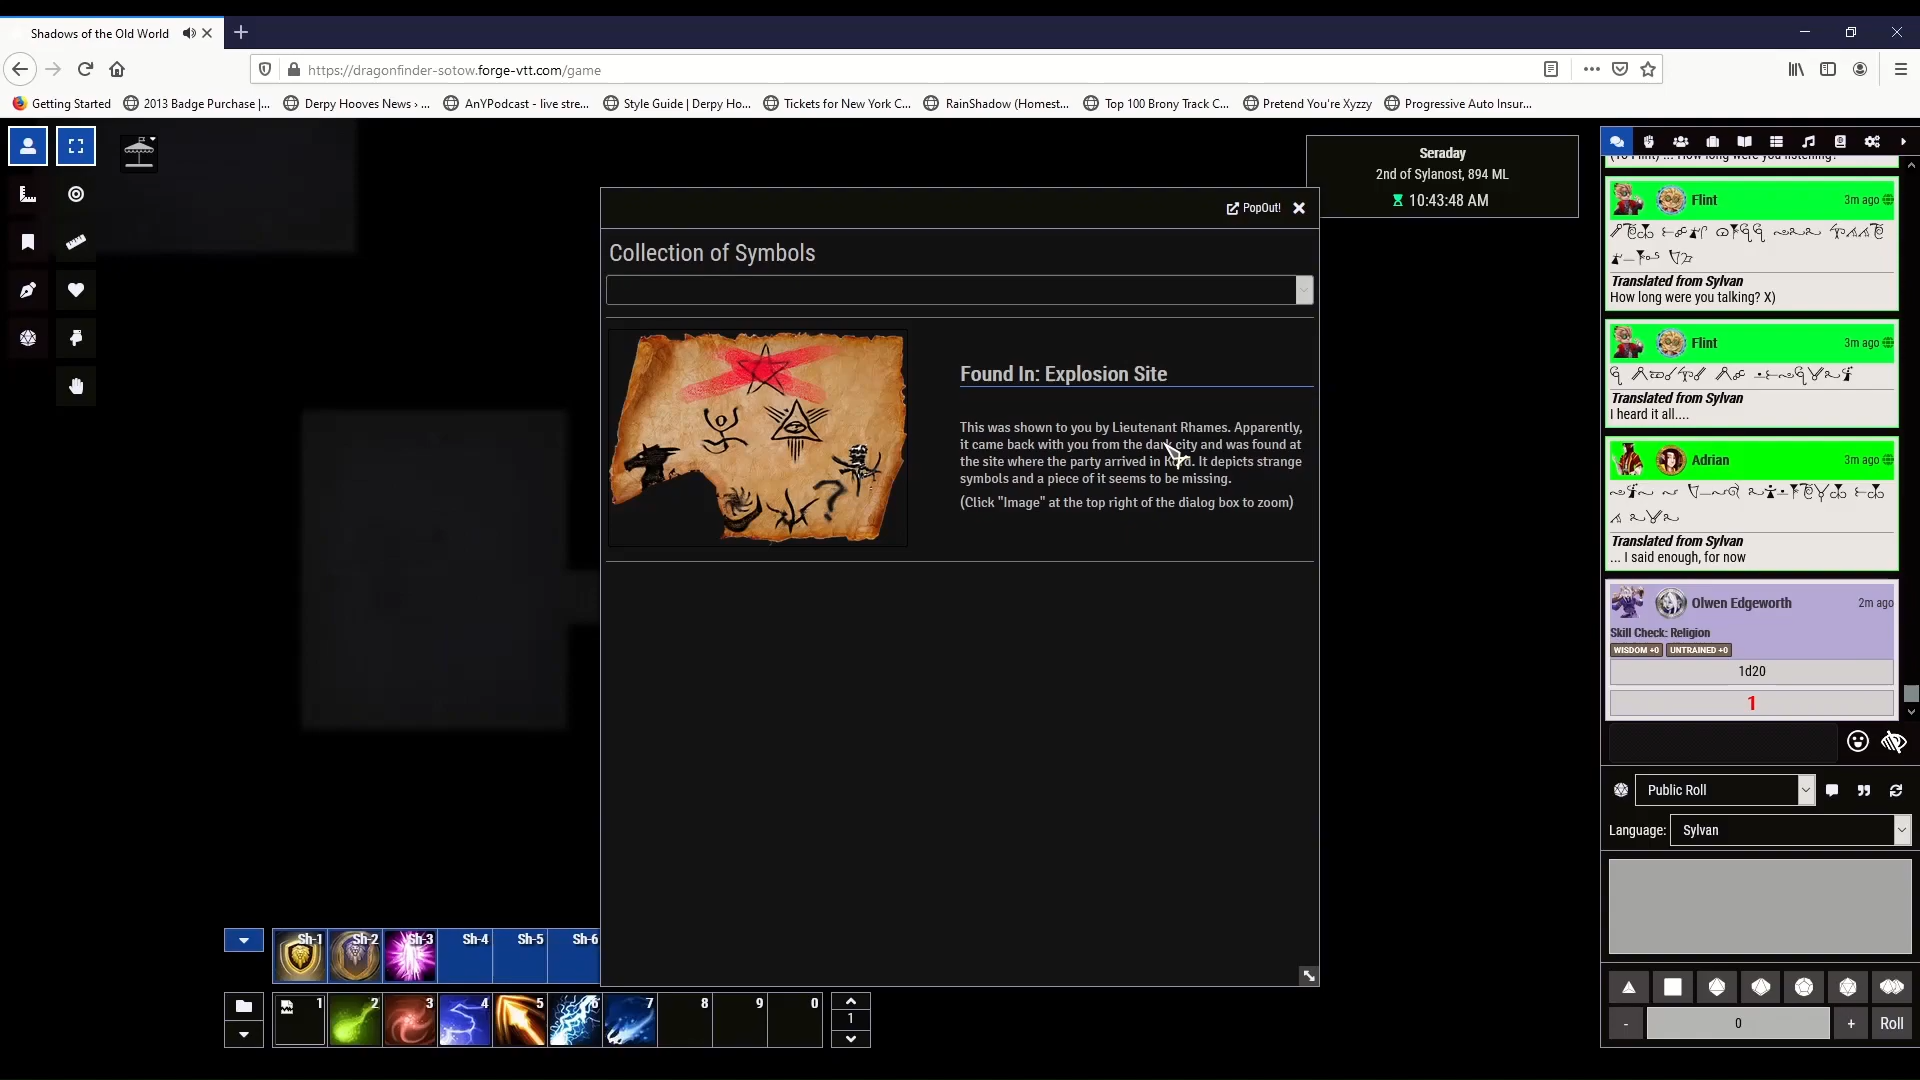 Shadows of the Old World
https://dragonfinder-sotow.forge-vtt.com/game
Getting Started
2013 Badge Purchase |...
Derpy Hooves News › ...
AnYPodcast - live stre...
Style Guide | Derpy Ho...
Tickets for New York C...
RainShadow (Homest...
Top 100 Brony Track C...
Pretend You're Xyzzy
Progressive Auto Insur...
Seraday
2nd of Sylanost, 894 ML
10:43:48 AM
PopOut!
Collection of Symbols
Found In: Explosion Site
This was shown to you by Lieutenant Rhames. Apparently,
it came back with you from the dark city and was found at
the site where the party arrived in It depicts strange
symbols and a piece of it seems to be missing.
(Click "Image" at the top right of the dialog box to zoom)
?
Flint
3m ago
Translated from Sylvan
How long were you talking? X)
Flint
3m ago
Translated from Sylvan
I heard it all....
Adrian
3m ago
Translated from Sylvan
... I said enough, for now
Olwen Edgeworth
2m ago
Skill Check: Religion
WISDOM +0
UNTRAINED +0
1d20
1
Public Roll
Language:
Sylvan
- 0 + Roll
Sh-1 Sh-2 Sh-3 Sh-4 Sh-5 Sh-6
1 2 3 4 5 6 7 8 9 0
1